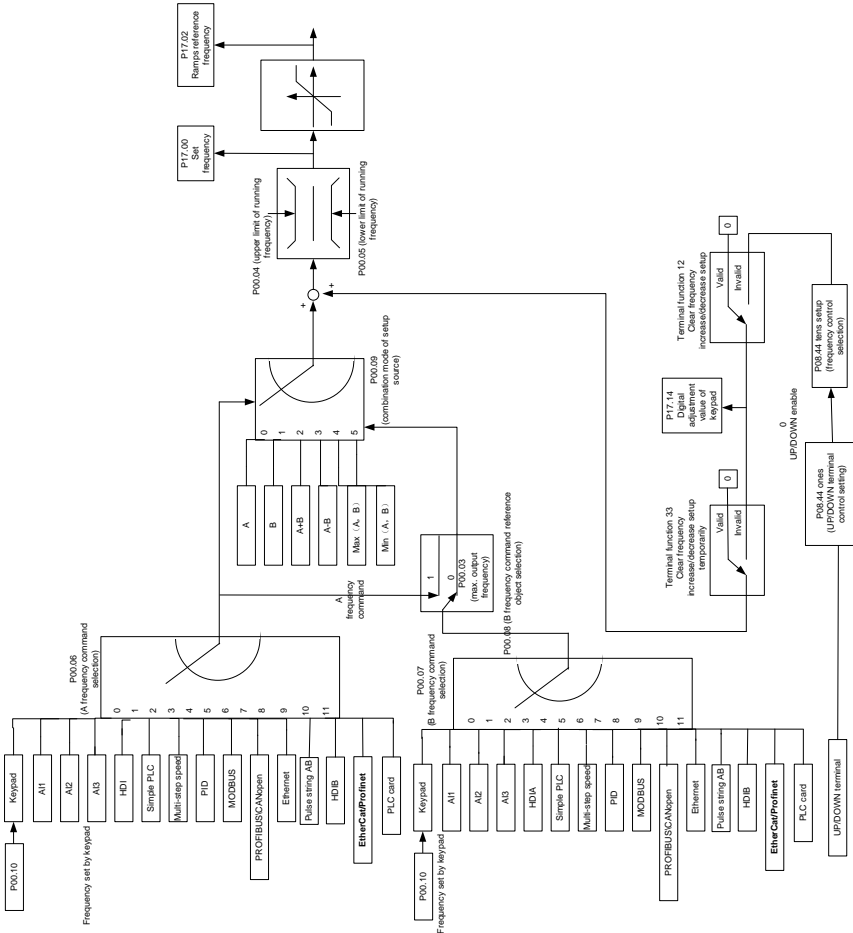 P00.10
Frequency set by keypad
Keypad
AI1
AI2
AI3
HDI
Simple PLC
Multi-step speed
PID
MODBUS
PROFIBUS\CANopen
Ethernet
Pulse string AB
HDIB
EtherCat/Profinet
PLC card
P00.06
(A frequency command
selection)
0
1
2
3
4
5
6
7
8
9
10
11
P00.10
Frequency set by keypad
Keypad
AI1
AI2
AI3
HDIA
Simple PLC
Multi-step speed
PID
MODBUS
PROFIBUS\CANopen
Ethernet
Pulse string AB
HDIB
EtherCat/Profinet
PLC card
P00.07
(B frequency command
selection)
0
1
2
3
4
5
6
7
8
9
10
11
A
frequency
command
1
0
P00.03
(max. output
frequency)
P00.08 (B frequency command reference
object selection)
A
B
A+B
A-B
Max（A，B）
Min（A，B）
0
1
2
3
4
5
P00.09
(combination mode of setup
source)
+
+
P00.04 (upper limit of running
frequency)
P00.05 (lower limit of running
frequency)
P17.00
Set
frequency
P17.02
Ramps reference
frequency
UP/DOWN terminal
P08.44 ones
(UP/DOWN terminal
control setting)
0
UP/DOWN enable
P08.44 tens setup
(frequency control
selection)
Terminal function 33
Clear frequency
increase/decrease setup
temporarily
Valid
Invalid
0
P17.14
Digital
adjustment
value of
keypad
Terminal function 12
Clear frequency
increase/decrease setup
Valid
Invalid
0